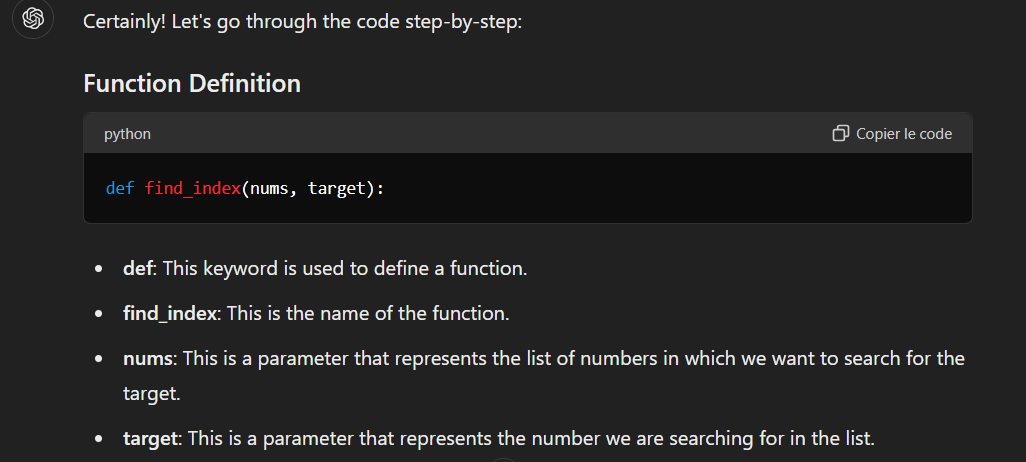 Certainly! Let's go through the code step-by-step:
Function Definition
python
Copier le code
def find_index(nums, target):
def: This keyword is used to define a function.
find_index: This is the name of the function.
nums: This is a parameter that represents the list of numbers in which we want to search for the
target.
target: This is a parameter that represents the number we are searching for in the list.